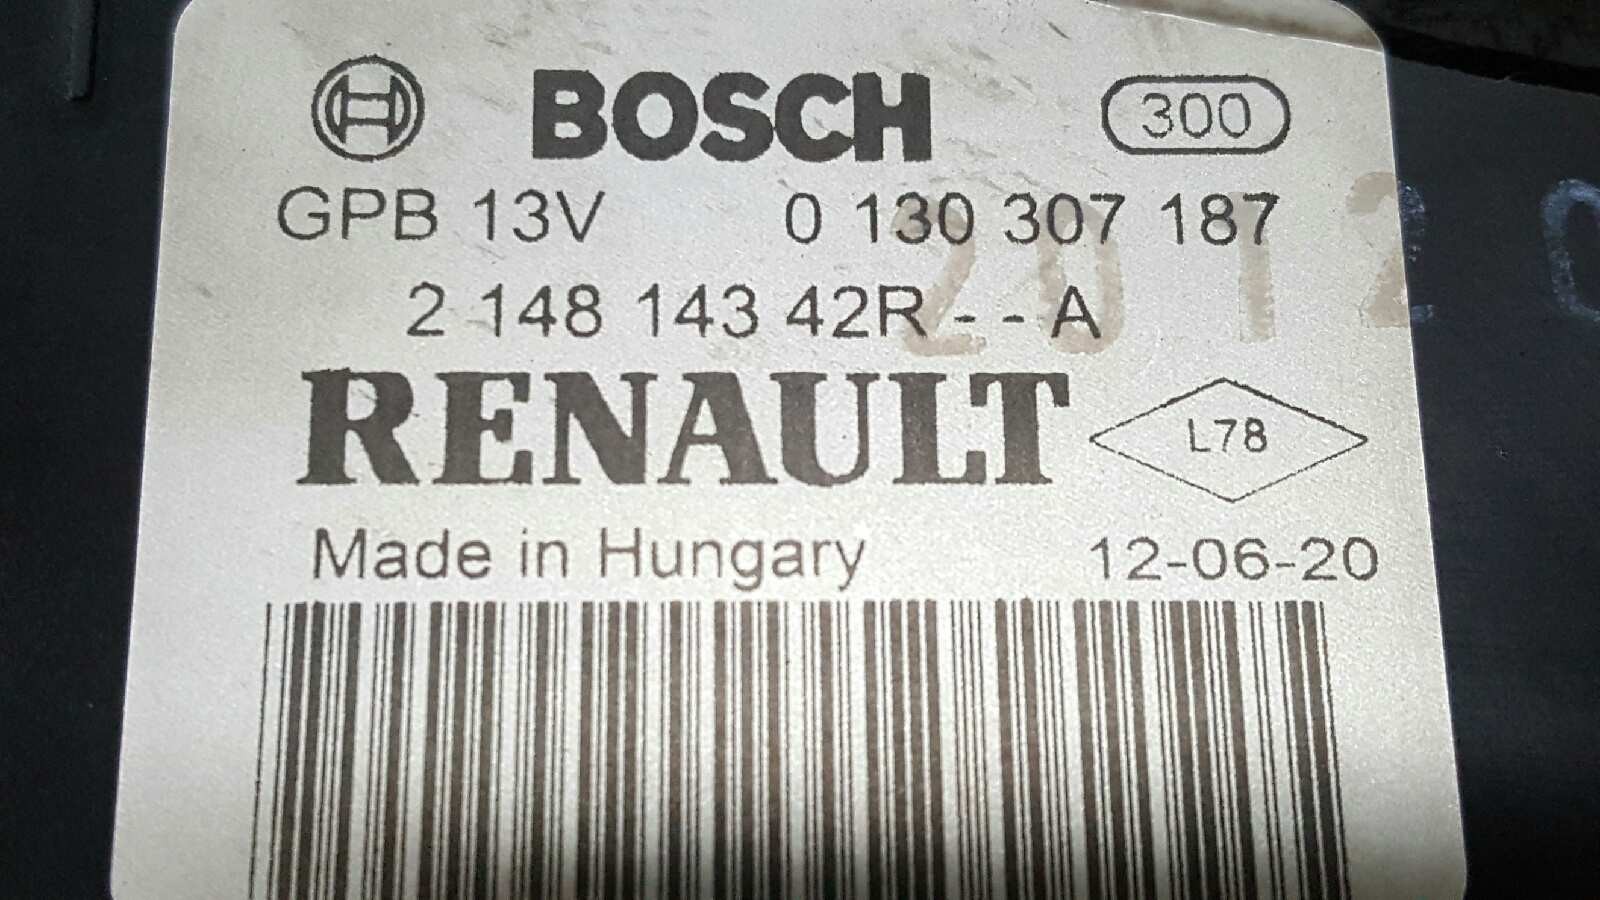 BOSCH 300
GPB 13V 0 130 307 187
2 148 143 42R - - A
RENAULT L78
Made in Hungary 12-06-20
2012 0